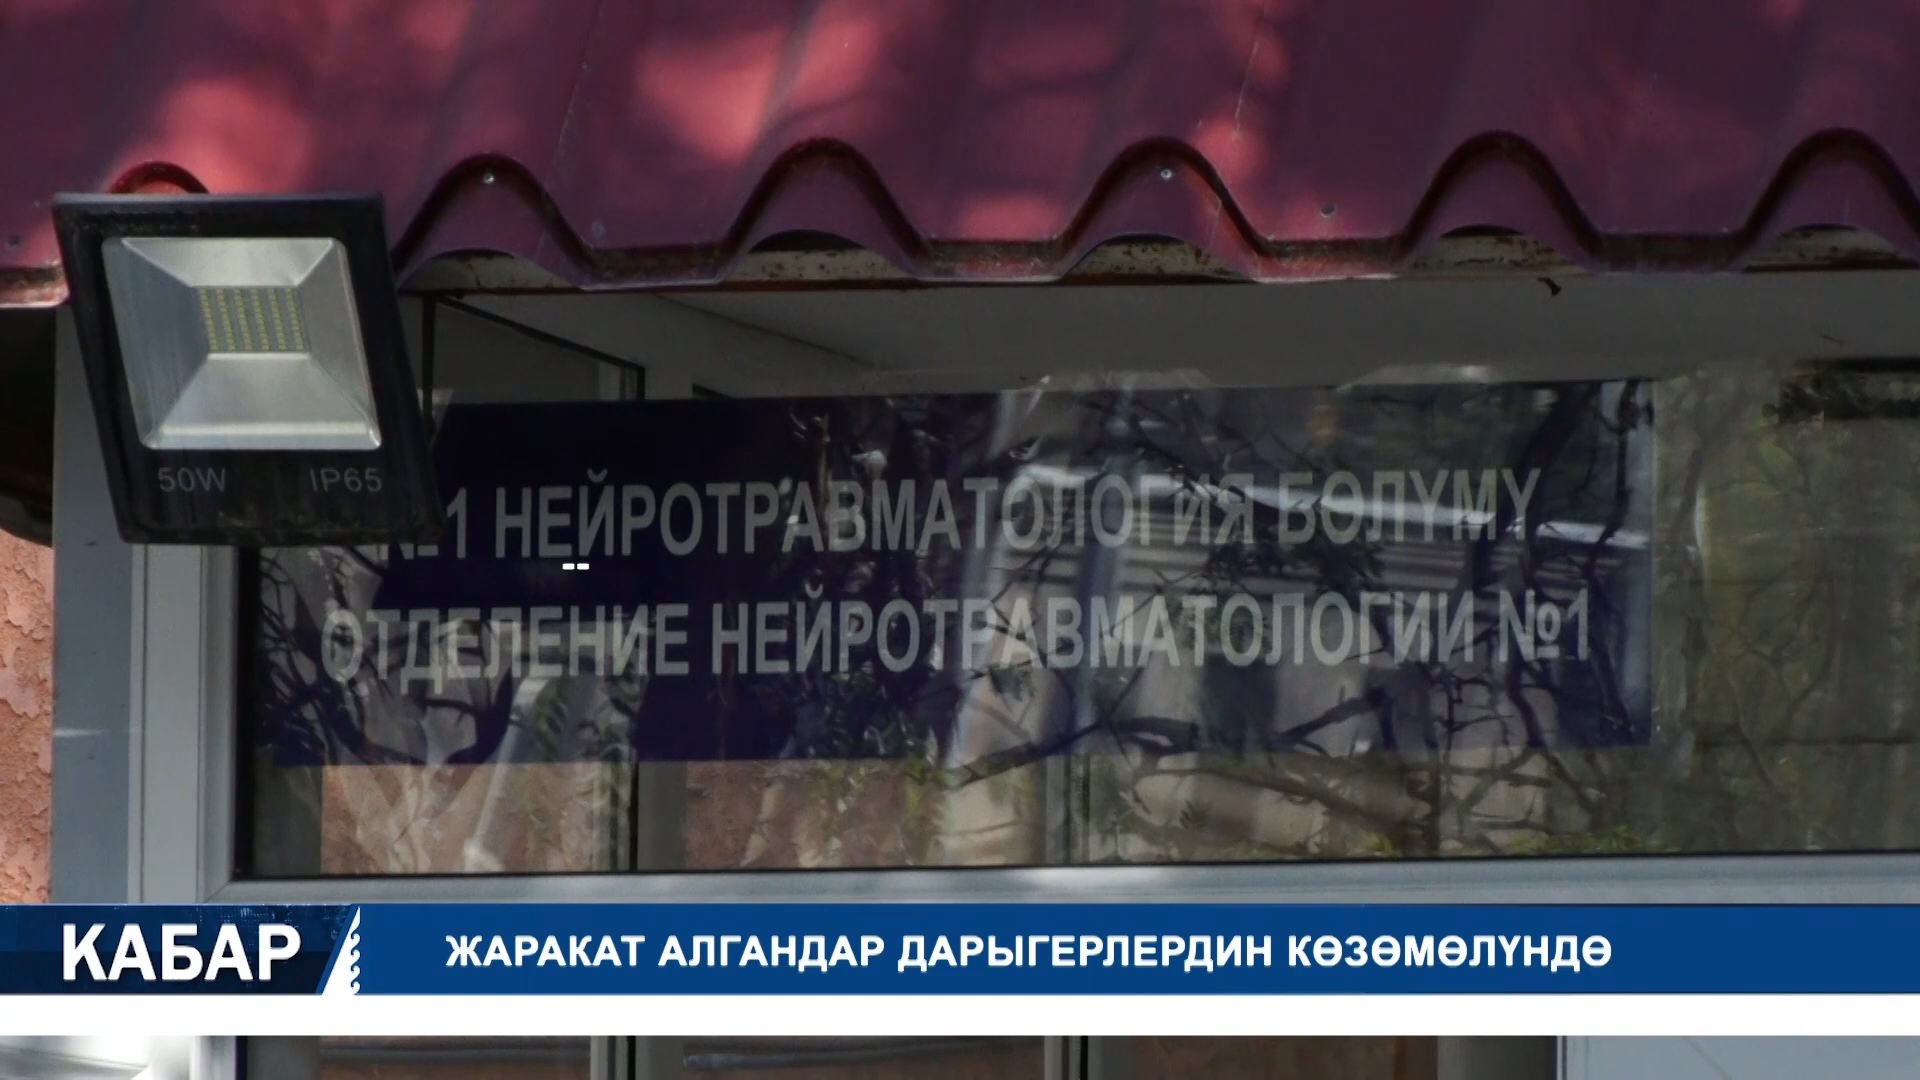 50W IP65
№1 НЕЙРОТРАВМАТОЛОГИЯ БӨЛҮМҮ
ОТДЕЛЕНИЕ НЕЙРОТРАВМАТОЛОГИИ №1
КАБАР
ЖАРАКАТ АЛГАНДАР ДАРЫГЕРЛЕРДИН КӨЗӨМӨЛҮНДӨ